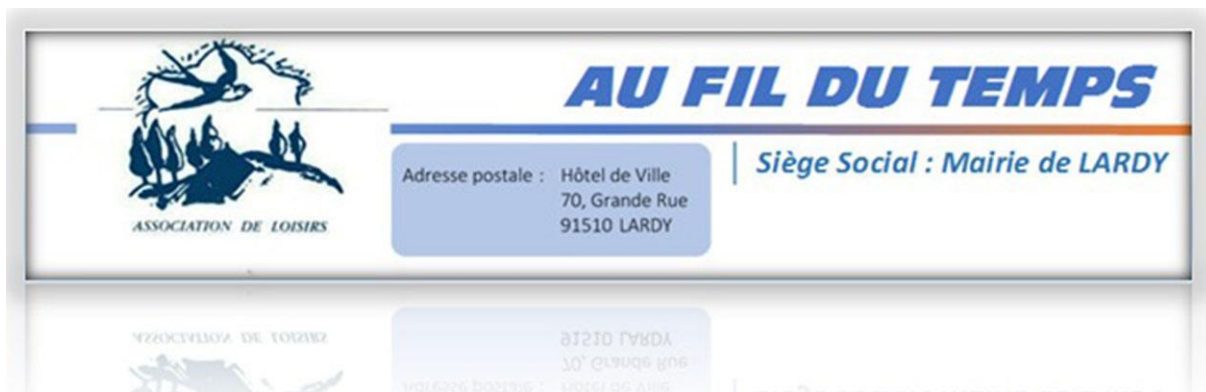 AU FIL DU TEMPS
Siège Social : Mairie de LARDY
Adresse postale : Hôtel de Ville
70, Grande Rue
91510 LARDY
ASSOCIATION DE LOISIRS